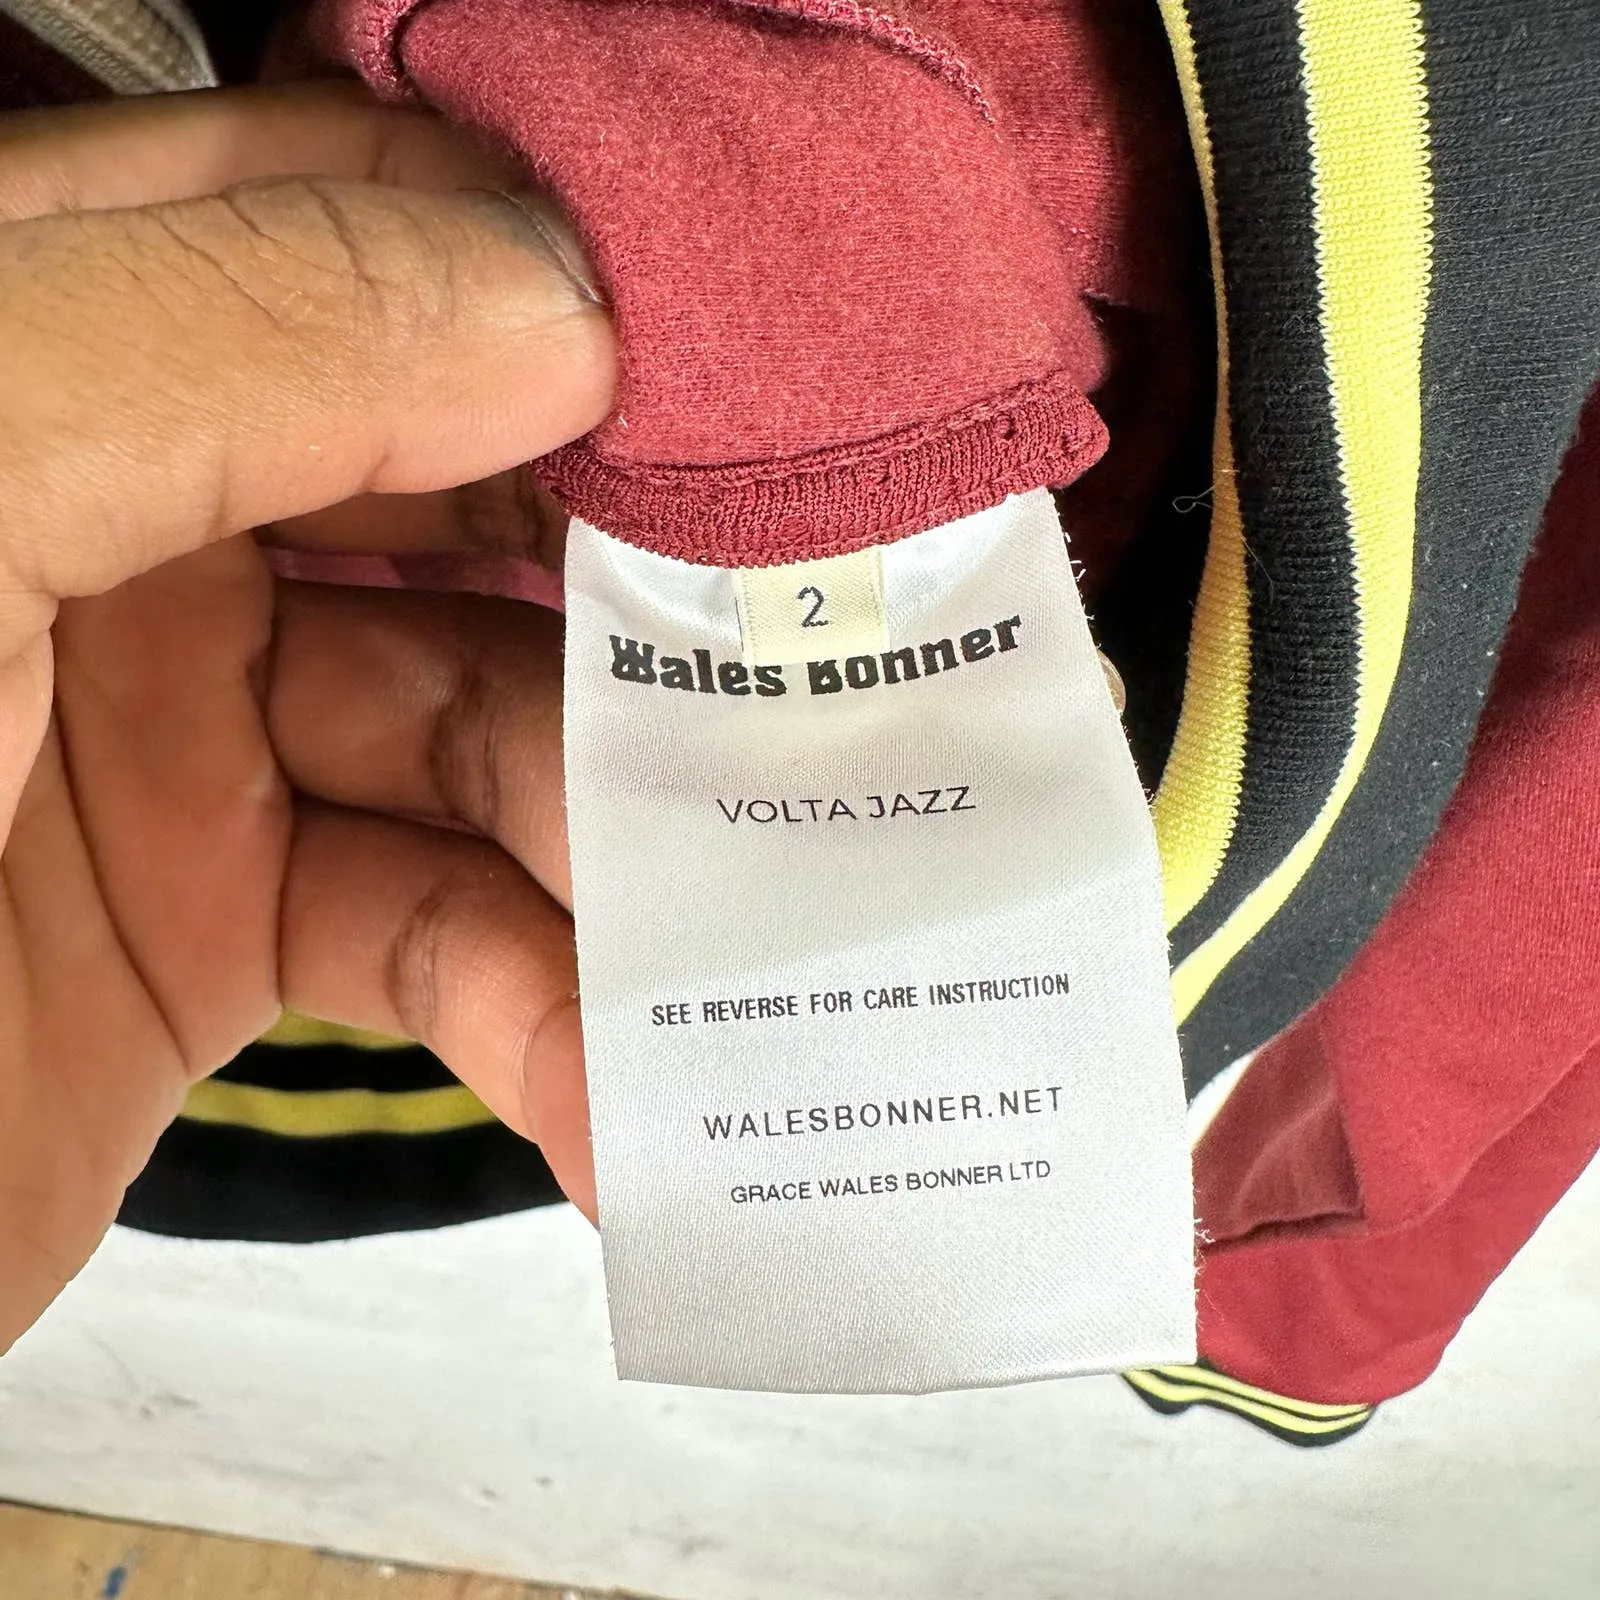 2
Wales Bonner
VOLTA JAZZ
SEE REVERSE FOR CARE INSTRUCTION
WALESBONNER.NET
GRACE WALES BONNER LTD